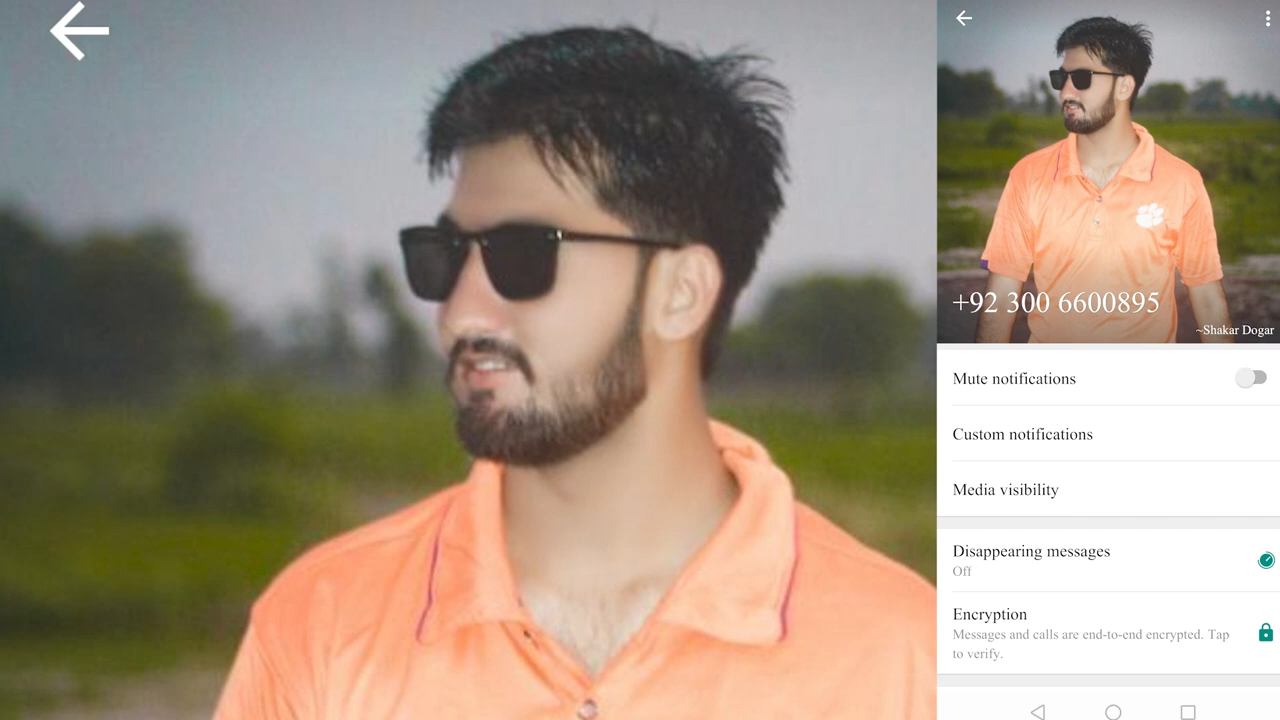 +92 300 6600895
~Shakar Dogar
Mute notifications
Custom notifications
Media visibility
Disappearing messages
Off
Encryption
Messages and calls are end-to-end encrypted. Tap
to verify.